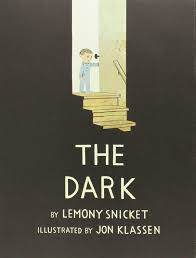 THE
DARK
BY LEMONY SNICKET
ILLUSTRATED BY JON KLASSEN